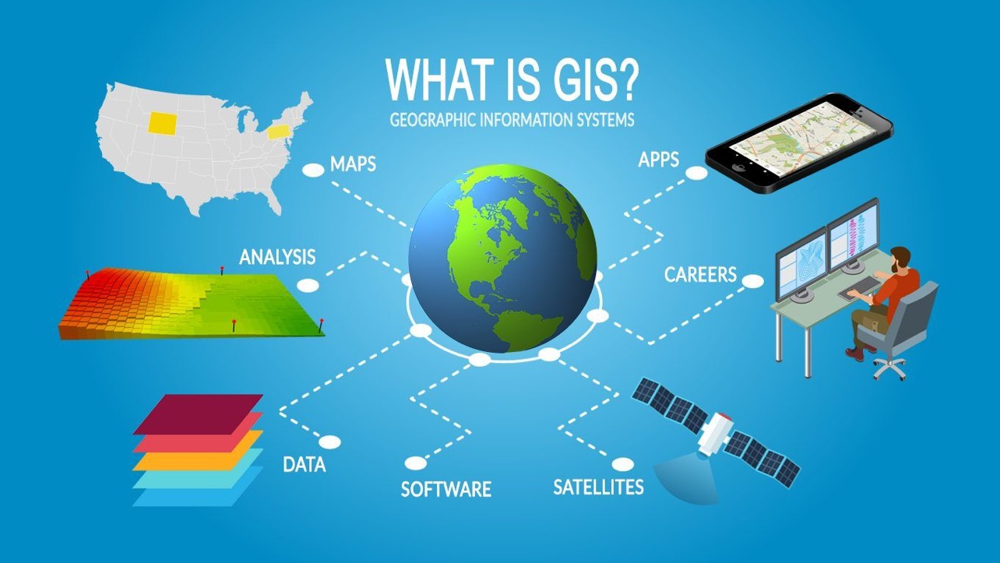 WHAT IS GIS?
GEOGRAPHIC INFORMATION SYSTEMS
MAPS
APPS
ANALYSIS
CAREERS
DATA
SOFTWARE
SATELLITES